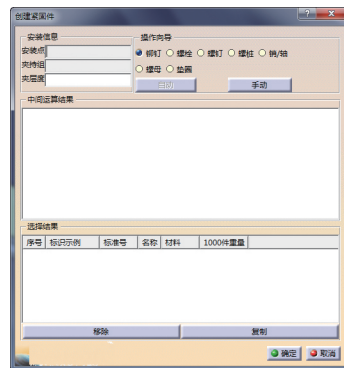 创建紧固件
安装信息
安装点
夹持组
夹层度
操作向导
铆钉 螺栓 螺钉 螺桩 销/轴
螺母 垫圈
自动 手动
中间运算结果
选择结果
序号 标识示例 标准号 名称 材料 1000件重量
移除 复制
确定 取消